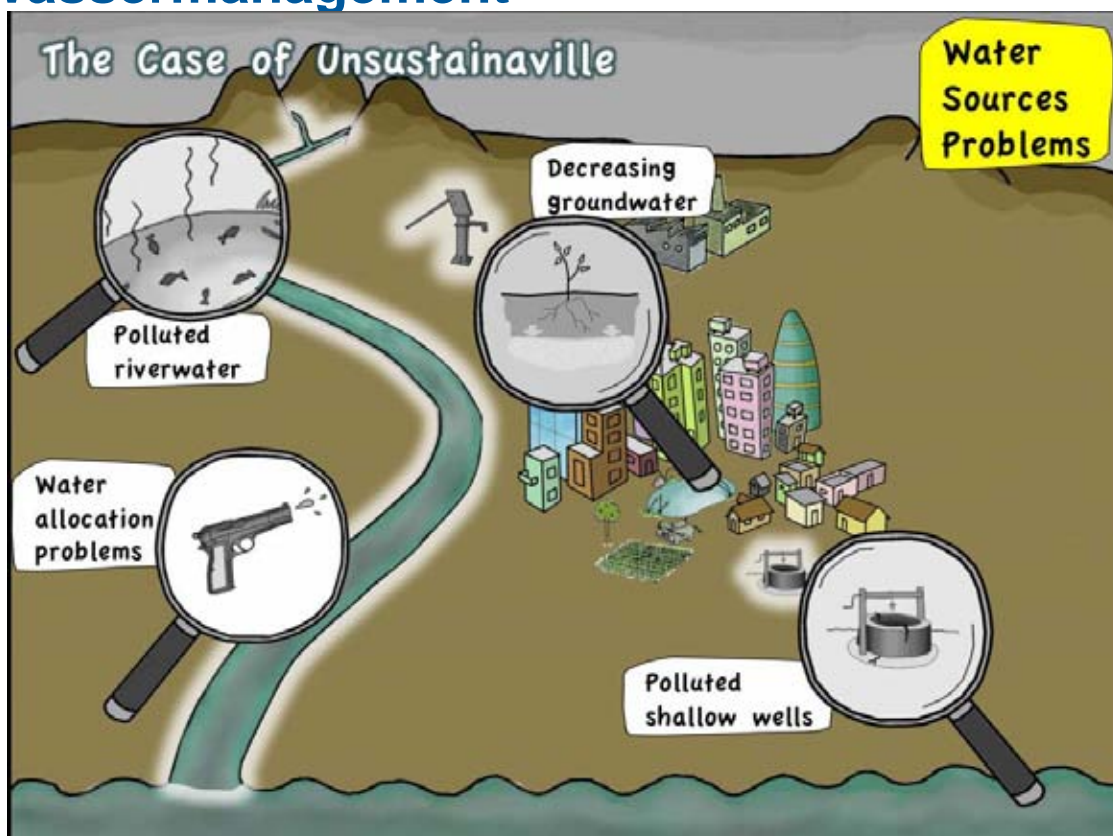 The Case of Unsustainaville
Water
Sources
Problems
Decreasing
groundwater
Polluted
riverwater
Water
allocation
problems
Polluted
shallow wells